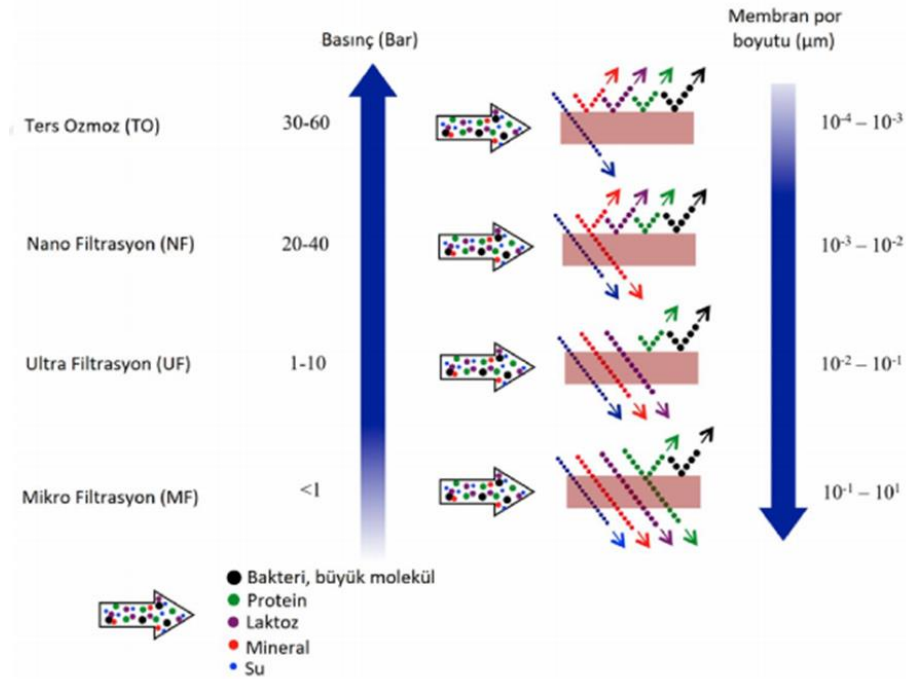 Basınç (Bar)
Membran por
boyutu (µm)
Ters Ozmoz (TO)
30-60
10⁻⁴ – 10⁻³
Nano Filtrasyon (NF)
20-40
10⁻³ – 10⁻²
Ultra Filtrasyon (UF)
1-10
10⁻² – 10⁻¹
Mikro Filtrasyon (MF)
<1
10⁻¹ – 10¹
Bakteri, büyük molekül
Protein
Laktoz
Mineral
Su